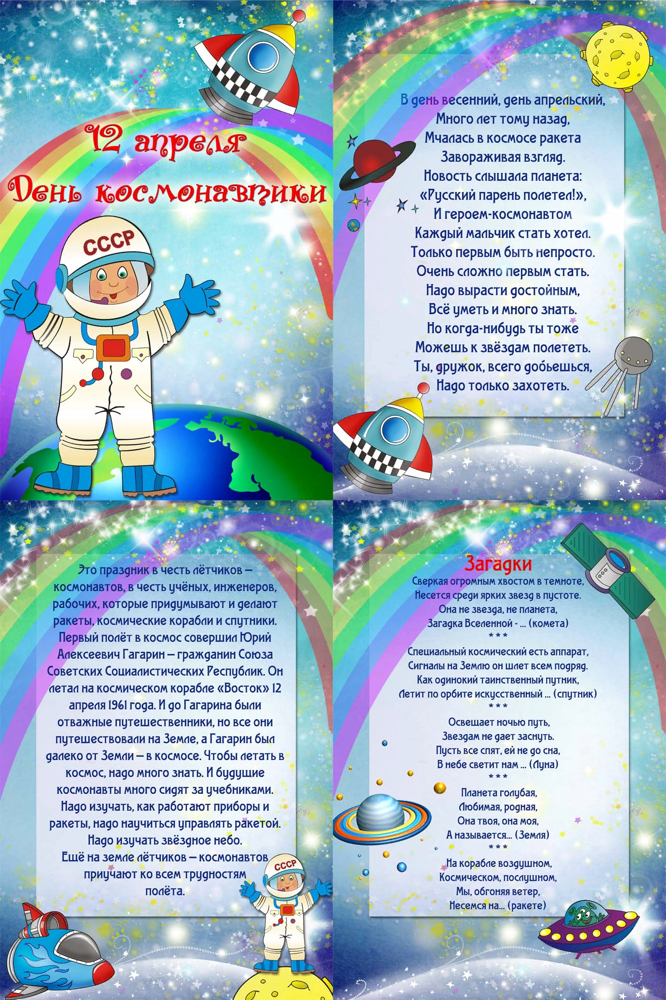 12 апреля
День космонавтики
СССР
В день весенний, день апрельский,
Много лет тому назад,
Мчалась в космосе ракета
Завораживая взгляд.
Новость слышала планета:
«Русский парень полетел!»,
И героем-космонавтом
Каждый мальчик стать хотел.
Только первым быть непросто.
Очень сложно первым стать.
Надо вырасти достойным,
Всё уметь и много знать.
Но когда-нибудь ты тоже
Можешь к звёздам полететь.
Ты, дружок, всего добьешься,
Надо только захотеть.
Это праздник в честь лётчиков –
космонавтов, в честь учёных, инженеров,
рабочих, которые придумывают и делают
ракеты, космические корабли и спутники.
Первый полёт в космос совершил Юрий
Алексеевич Гагарин – гражданин Союза
Советских Социалистических Республик. Он
летал на космическом корабле «Восток» 12
апреля 1961 года. И до Гагарина были
отважные путешественники, но все они
путешествовали на Земле, а Гагарин был
далеко от Земли – в космосе. Чтобы летать в
космос, надо много знать. И будущие
космонавты много сидят за учебниками.
Надо изучать, как работают приборы и
ракеты, надо научиться управлять ракетой.
Надо изучать звёздное небо.
Ещё на земле лётчиков – космонавтов
приучают ко всем трудностям
полёта.
СССР
Загадки
Сверкая огромным хвостом в темноте,
Несется среди ярких звезд в пустоте.
Она не звезда, не планета,
Загадка Вселенной - ... (комета)
* * *
Специальный космический есть аппарат,
Сигналы на Землю он шлет всем подряд.
Как одинокий таинственный путник,
Летит по орбите искусственный ... (спутник)
* * *
Освещает ночью путь,
Звездам не дает заснуть.
Пусть все спят, ей не до сна,
В небе светит нам ... (Луна)
* * *
Планета голубая,
Любимая, родная,
Она твоя, она моя,
А называется... (Земля)
* * *
На корабле воздушном,
Космическом, послушном,
Мы, обгоняя ветер,
Несемся на... (ракете)